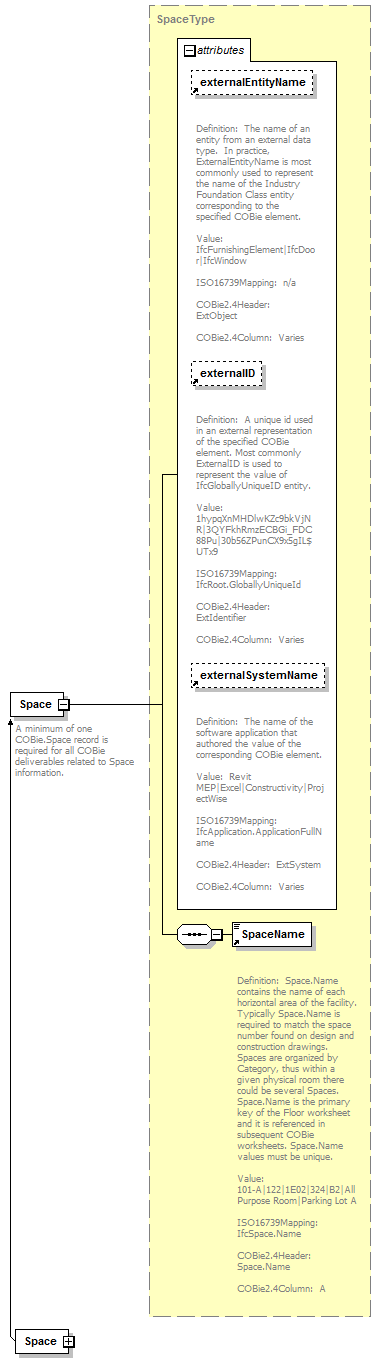 SpaceType
attributes
externalEntityName
Definition:  The name of an
entity from an external data
type.  In practice,
ExternalEntityName is most
commonly used to represent
the name of the Industry
Foundation Class entity
corresponding to the
specified COBie element.
Value:
IfcFurnishingElement|IfcDoo
r|IfcWindow
ISO16739Mapping:  n/a
COBie2.4Header:
ExtObject
COBie2.4Column:  Varies
externalID
Definition:  A unique id used
in an external representation
of the specified COBie
element. Most commonly
ExternalID is used to
represent the value of
IfcGloballyUniqueID entity.
Value:
1hypqXnMHDlwKZc9bkVjN
R|3QYFkhRmzECBGi_FDC
88Pu|30b56ZPunCX9x5gIL$
UTx9
ISO16739Mapping:
IfcRoot.GloballyUniqueId
COBie2.4Header:
ExtIdentifier
COBie2.4Column:  Varies
externalSystemName
Definition:  The name of the
software application that
authored the value of the
corresponding COBie element.
Value:  Revit
MEP|Excel|Constructivity|Proj
ectWise
ISO16739Mapping:
IfcApplication.ApplicationFullN
ame
COBie2.4Header:  ExtSystem
COBie2.4Column:  Varies
Space
A minimum of one
COBie.Space record is
required for all COBie
deliverables related to Space
information.
SpaceName
Definition:  Space.Name
contains the name of each
horizontal area of the facility.
Typically Space.Name is
required to match the space
number found on design and
construction drawings.
Spaces are organized by
Category, thus within a
given physical room there
could be several Spaces.
Space.Name is the primary
key of the Floor worksheet
and it is referenced in
subsequent COBie
worksheets. Space.Name
values must be unique.
Value:
101-A|122|1E02|324|B2|All
Purpose Room|Parking Lot A
ISO16739Mapping:
IfcSpace.Name
COBie2.4Header:
Space.Name
COBie2.4Column:  A
Space